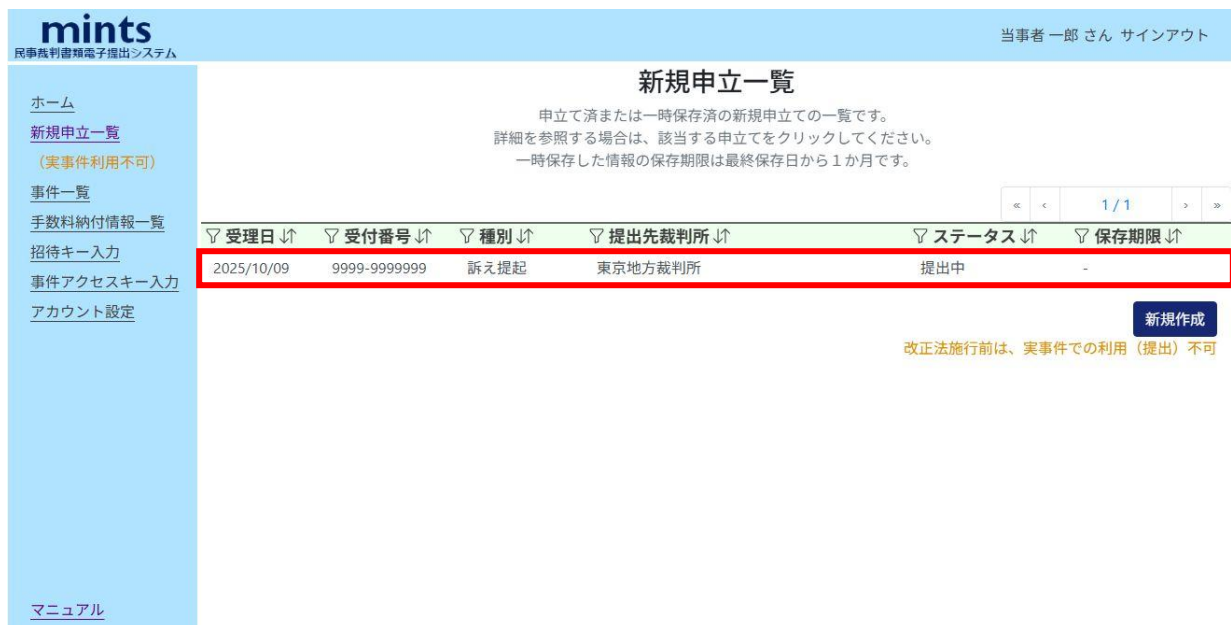 mints
民事裁判書類電子提出システム
当事者 一郎 さん サインアウト
ホーム
新規申立一覧
（実事件利用不可）
事件一覧
手数料納付情報一覧
招待キー入力
事件アクセスキー入力
アカウント設定
マニュアル
新規申立一覧
申立て済または一時保存済の新規申立ての一覧です。
詳細を参照する場合は、該当する申立てをクリックしてください。
一時保存した情報の保存期限は最終保存日から１か月です。
« ‹ 1 / 1 › »
受理日 受付番号 種別 提出先裁判所 ステータス 保存期限
2025/10/09 9999-9999999 訴え提起 東京地方裁判所 提出中 -
新規作成
改正法施行前は、実事件での利用（提出）不可